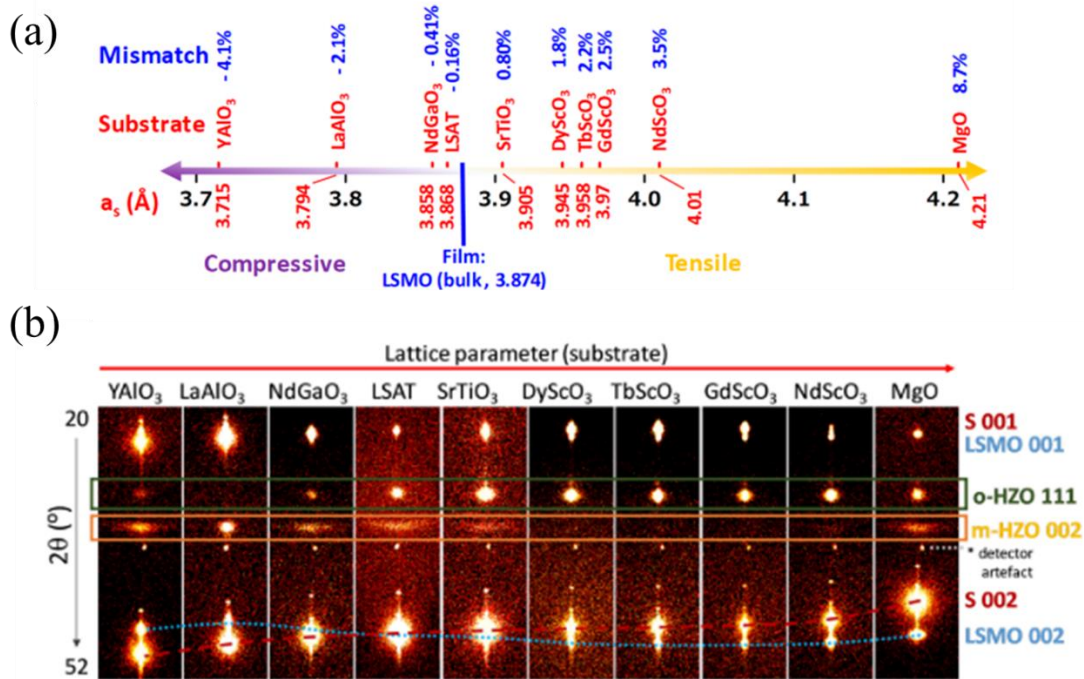 (a)
Mismatch
- 4.1%
- 2.1%
- 0.41%
- 0.16%
0.80%
1.8%
2.2%
2.5%
3.5%
8.7%
Substrate
YAlO3
LaAlO3
NdGaO3
LSAT
SrTiO3
DyScO3
TbScO3
GdScO3
NdScO3
MgO
as (Å)
3.7
3.8
3.9
4.0
4.1
4.2
3.715
3.794
3.858
3.868
3.905
3.945
3.958
3.97
4.01
4.21
Compressive
Film:
LSMO (bulk, 3.874)
Tensile
(b)
Lattice parameter (substrate)
YAlO3 LaAlO3 NdGaO3 LSAT SrTiO3 DyScO3 TbScO3 GdScO3 NdScO3 MgO
20
2θ (º)
52
S 001
LSMO 001
o-HZO 111
m-HZO 002
* detector
artefact
S 002
LSMO 002